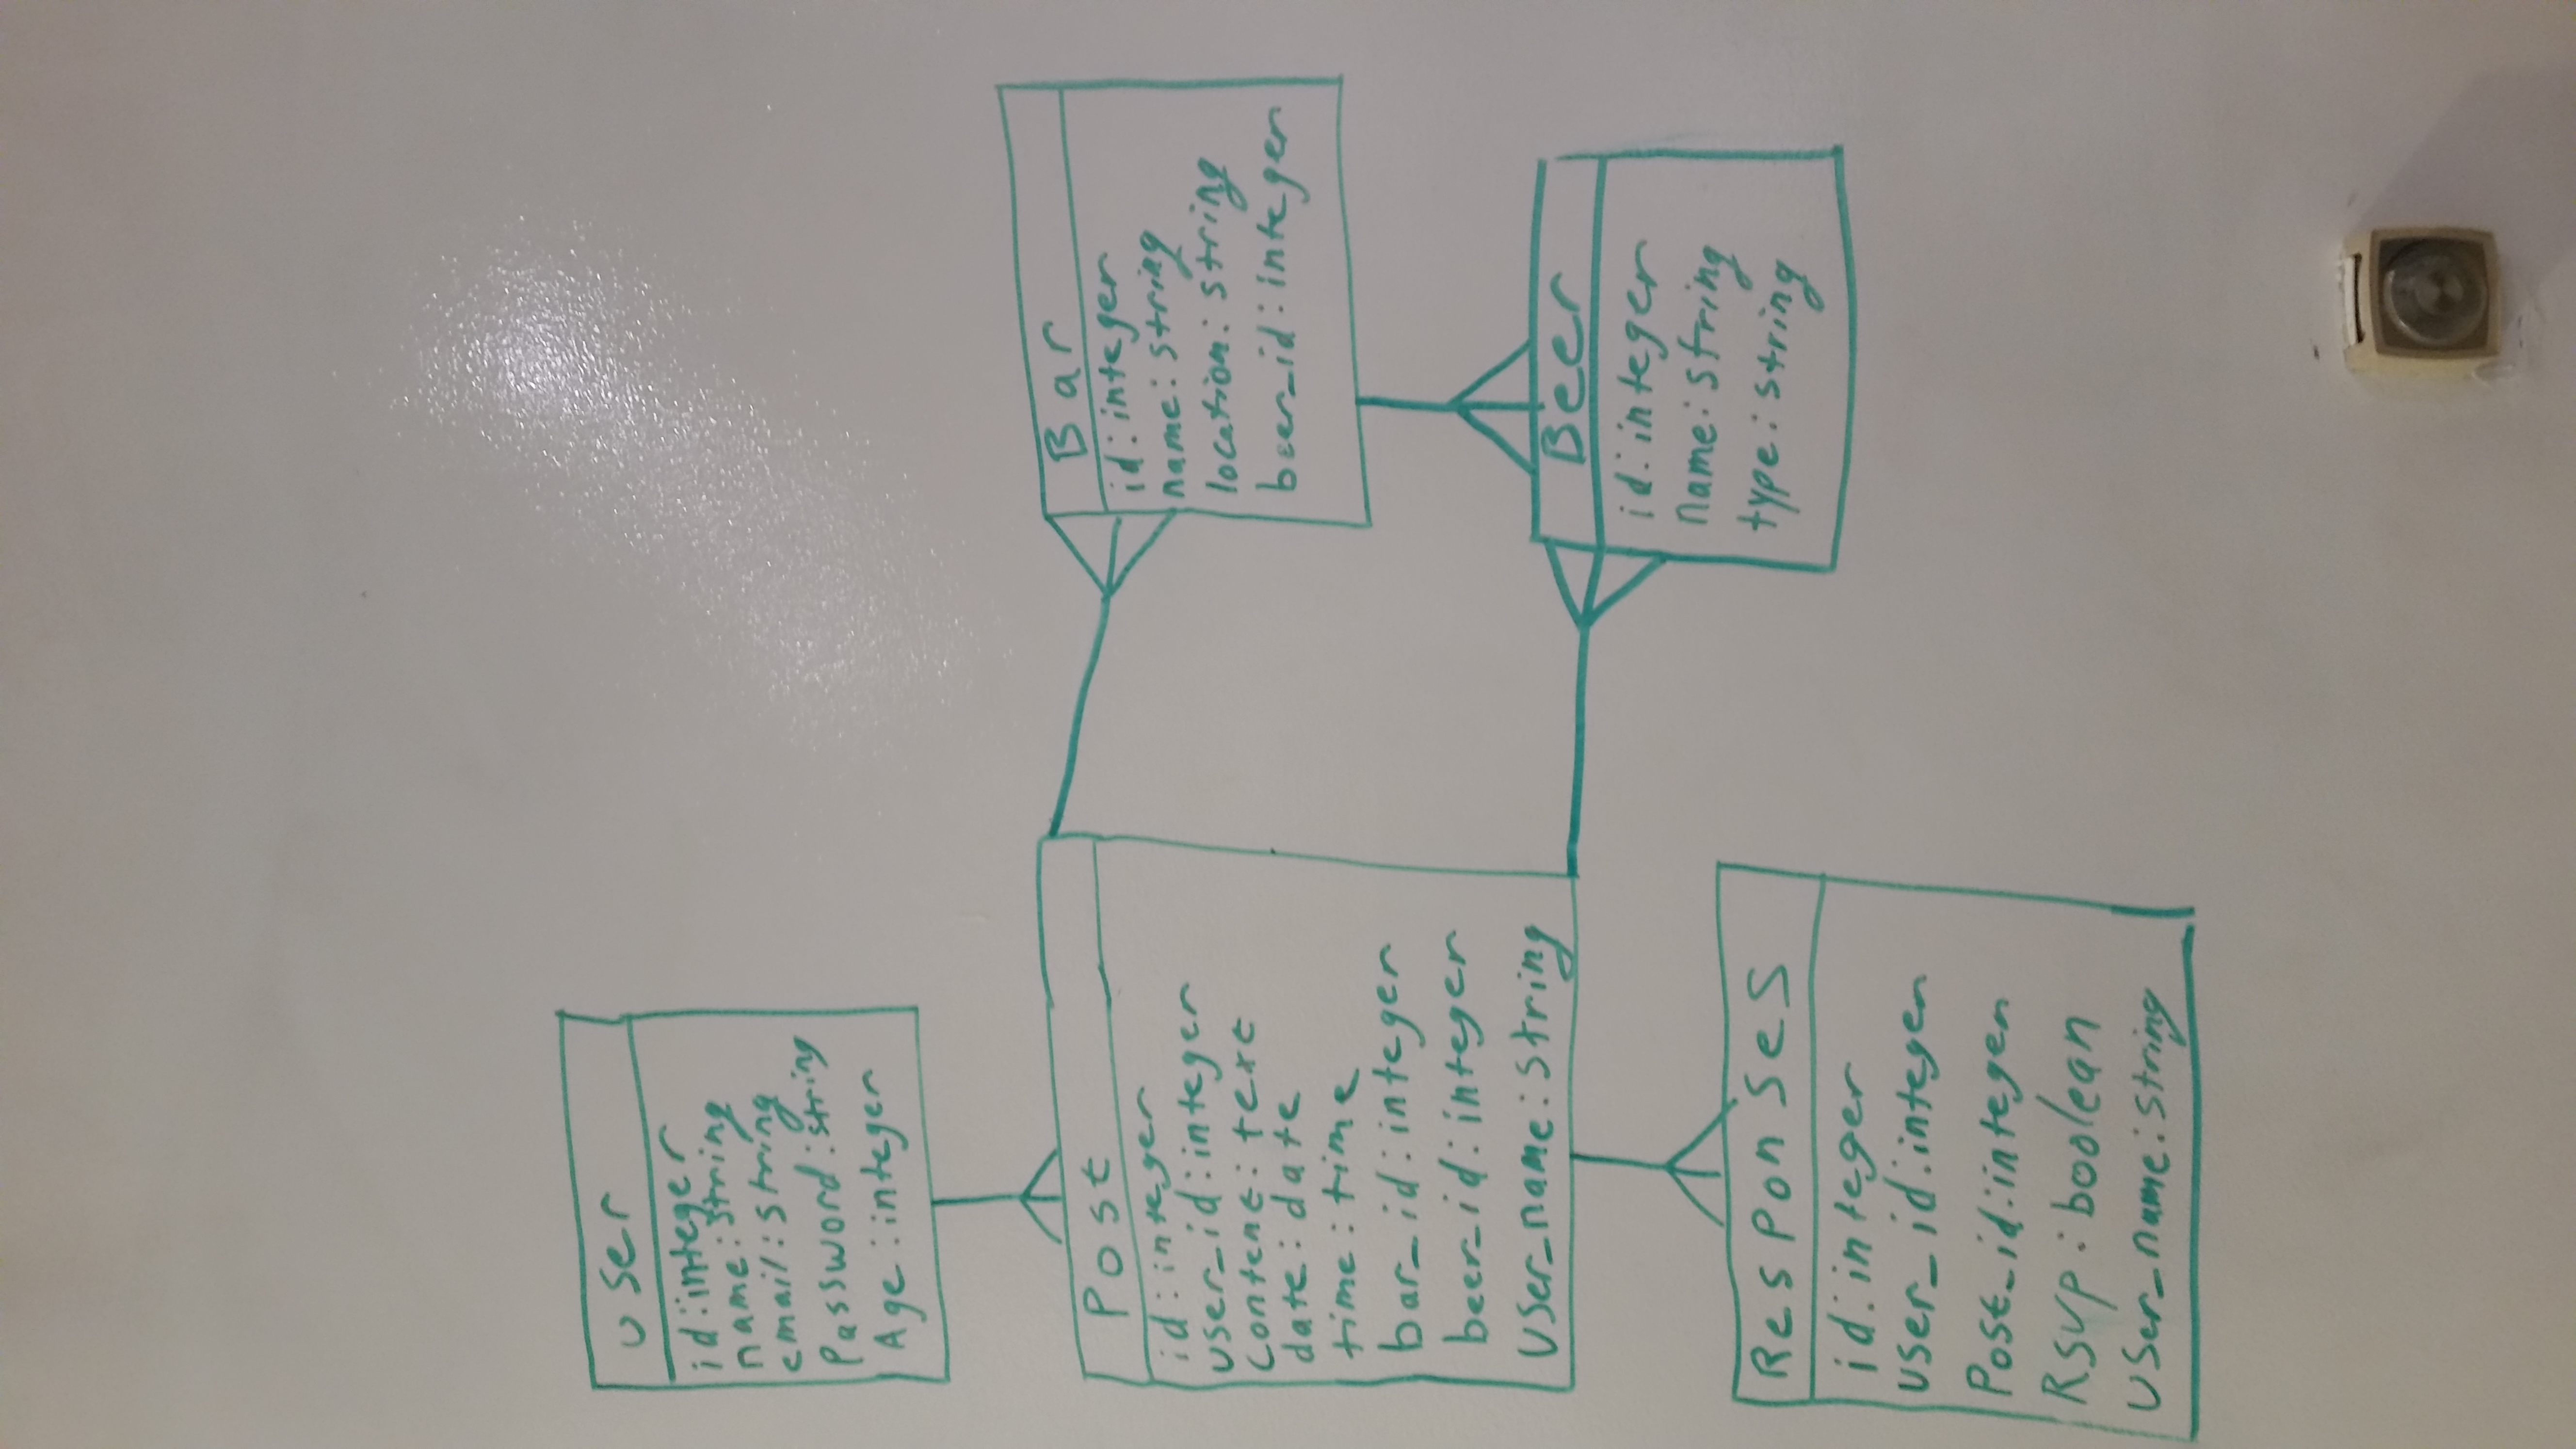 user
id:integer
name:string
email:string
Password:string
Age:integer
Post
id:integer
user_id:integer
Content:text
date:date
time:time
bar_id:integer
beer_id:integer
User_name:string
Responses
id:integer
user_id:integer
Post_id:integer
Rsvp:boolean
User_name:string
Bar
id:integer
name:string
location:string
beer_id:integer
Beer
id:integer
name:string
type:string